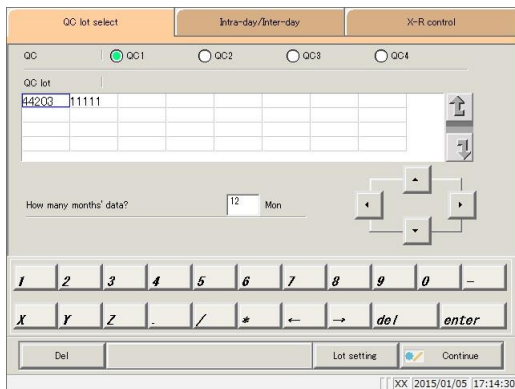 QC lot select Intra-day/Inter-day X-R control
QC QC1 QC2 QC3 QC4
QC lot
44203 11111
How many months' data? 12 Mon
1 2 3 4 5 6 7 8 9 0 -
X Y Z . / * ← → del enter
Del Lot setting Continue
XX 2015/01/05 17:14:30